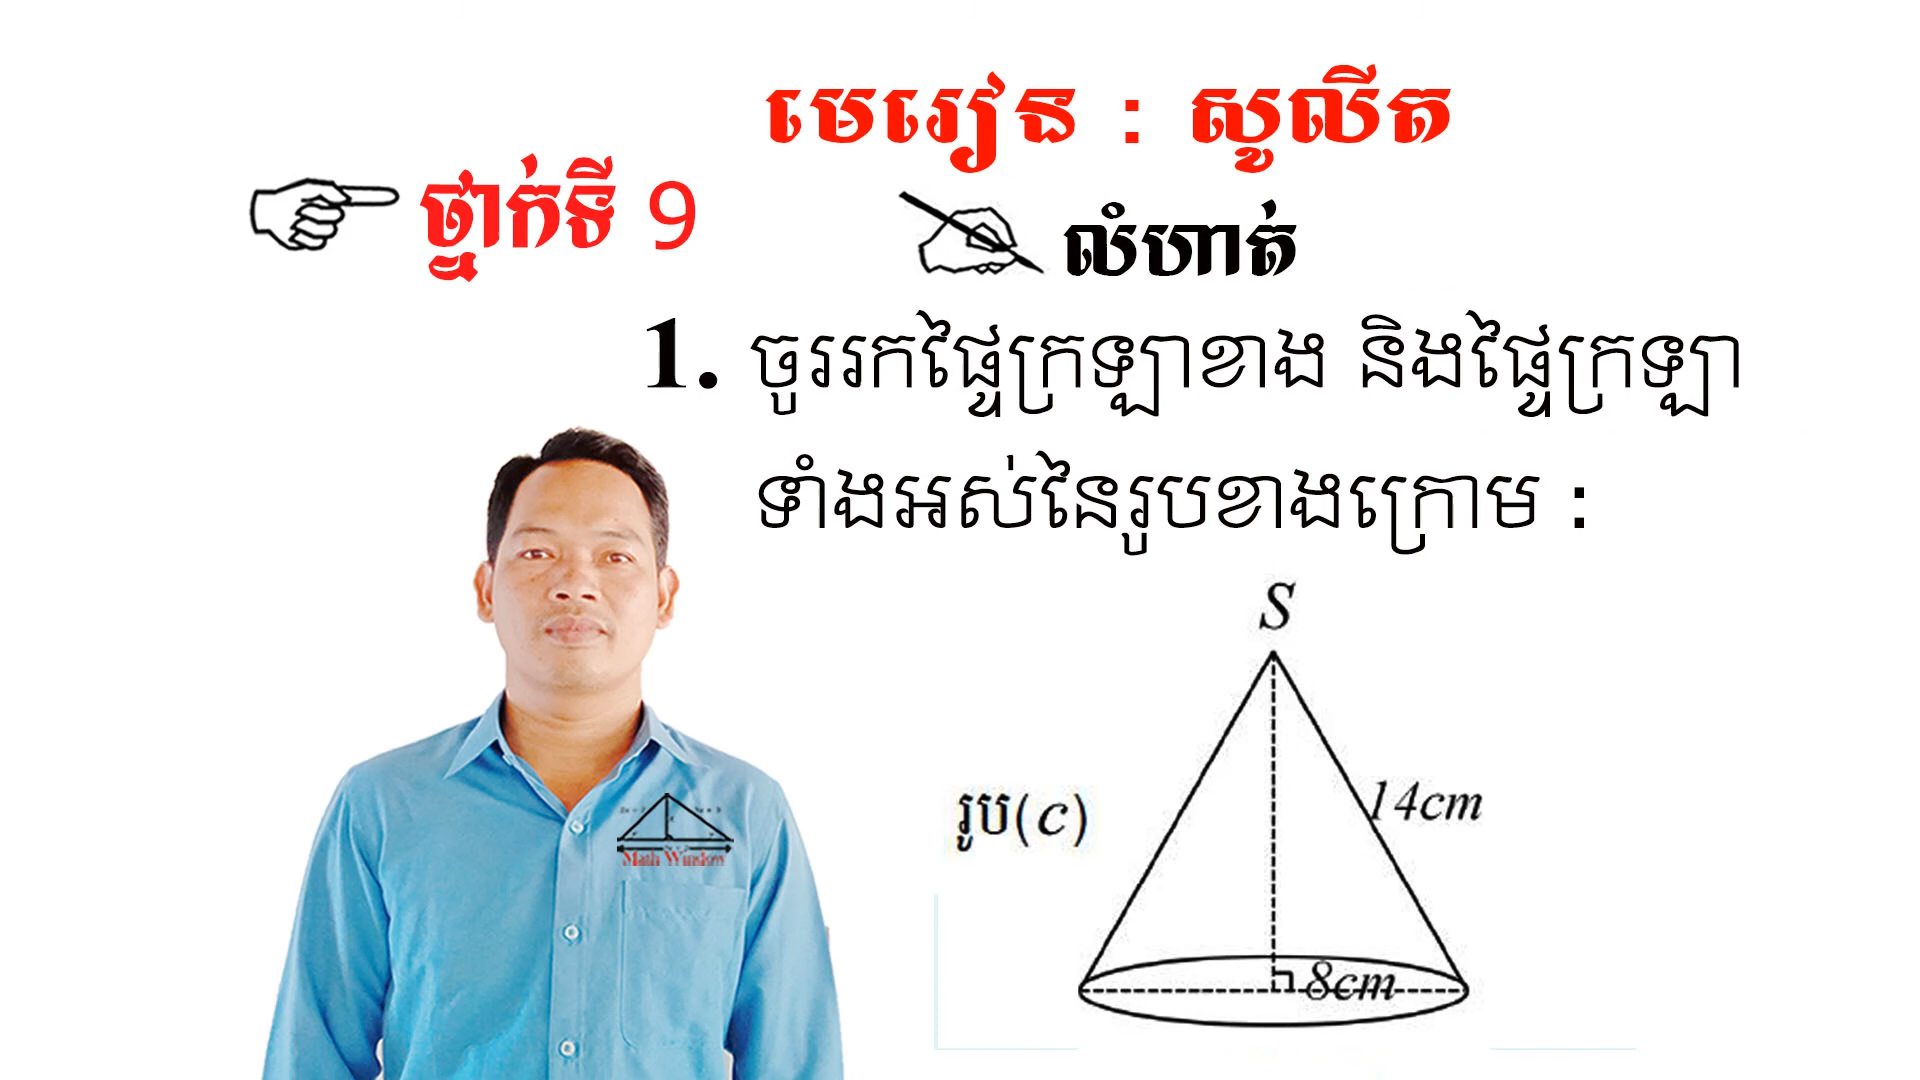 មេរៀន : សូលីត
ថ្នាក់ទី 9
លំហាត់
1. ចូររកផ្ទៃក្រឡាខាង និងផ្ទៃក្រឡា
ទាំងអស់នៃរូបខាងក្រោម :
S
14cm
រូប(c)
8cm
Math Window